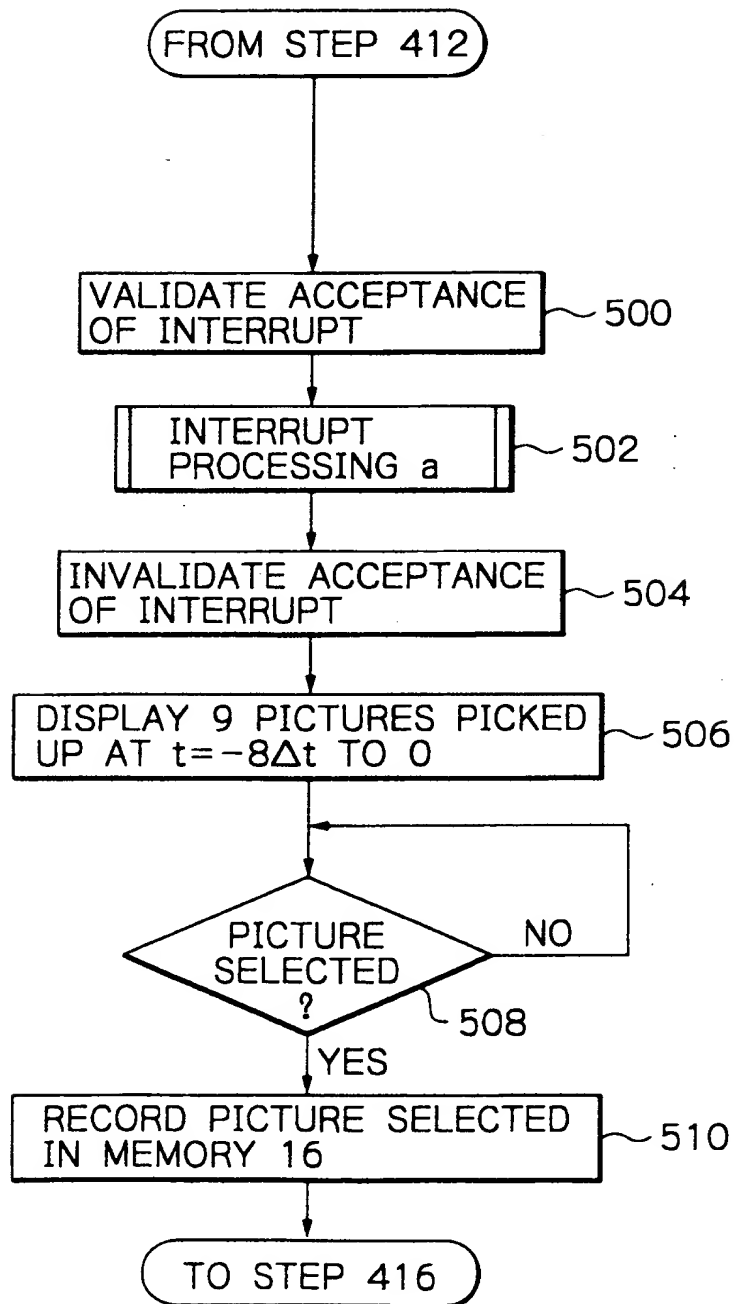 FROM STEP 412
VALIDATE ACCEPTANCE
OF INTERRUPT
500
INTERRUPT
PROCESSING a
502
INVALIDATE ACCEPTANCE
OF INTERRUPT
504
DISPLAY 9 PICTURES PICKED
UP AT t=-8Δt TO 0
506
PICTURE
SELECTED
?
NO
508
YES
RECORD PICTURE SELECTED
IN MEMORY 16
510
TO STEP 416